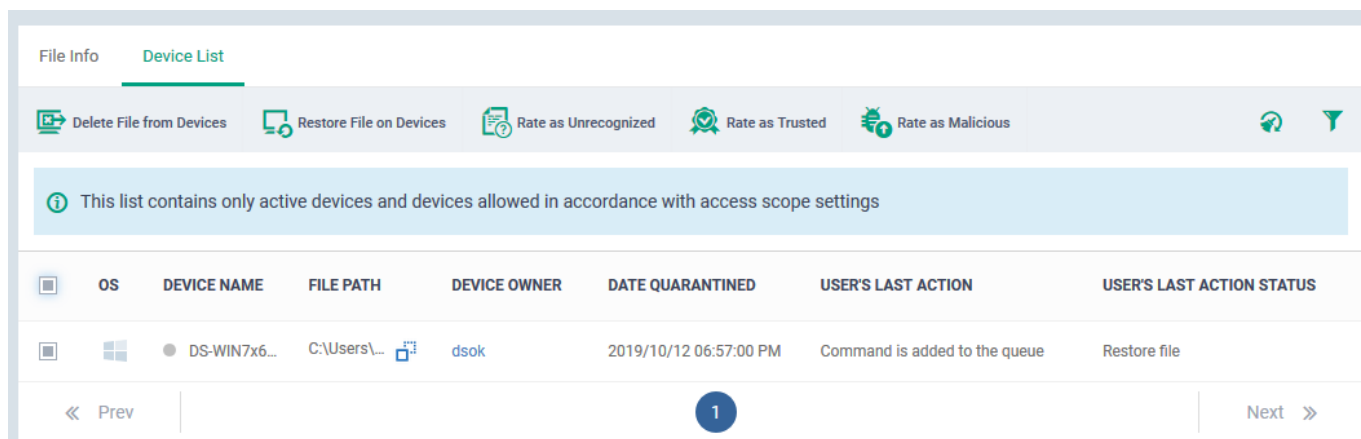 File Info Device List
Delete File from Devices Restore File on Devices Rate as Unrecognized Rate as Trusted Rate as Malicious
This list contains only active devices and devices allowed in accordance with access scope settings
OS DEVICE NAME FILE PATH DEVICE OWNER DATE QUARANTINED USER'S LAST ACTION USER'S LAST ACTION STATUS
DS-WIN7x6... C:\Users\... dsok 2019/10/12 06:57:00 PM Command is added to the queue Restore file
« Prev 1 Next »